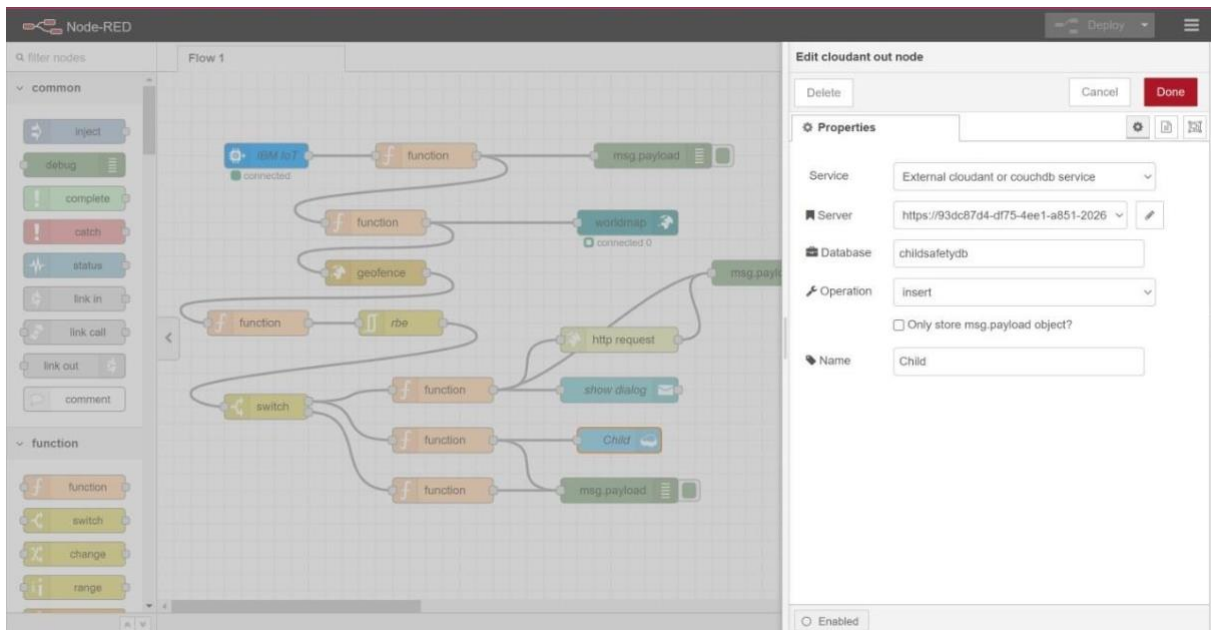 Node-RED
Deploy
filter nodes
Flow 1
Edit cloudant out node
common
Delete
Cancel
Done
Properties
inject
debug
complete
catch
status
link in
link call
link out
comment
function
function
switch
change
range
IBM IoT
connected
function
msg.payload
function
worldmap
connected 0
geofence
function
rbe
http request
switch
function
show dialog
function
Child
function
msg.payload
Service
External cloudant or couchdb service
Server
https://93dc87d4-df75-4ee1-a851-2026
Database
childsafetydb
Operation
insert
Only store msg.payload object?
Name
Child
Enabled